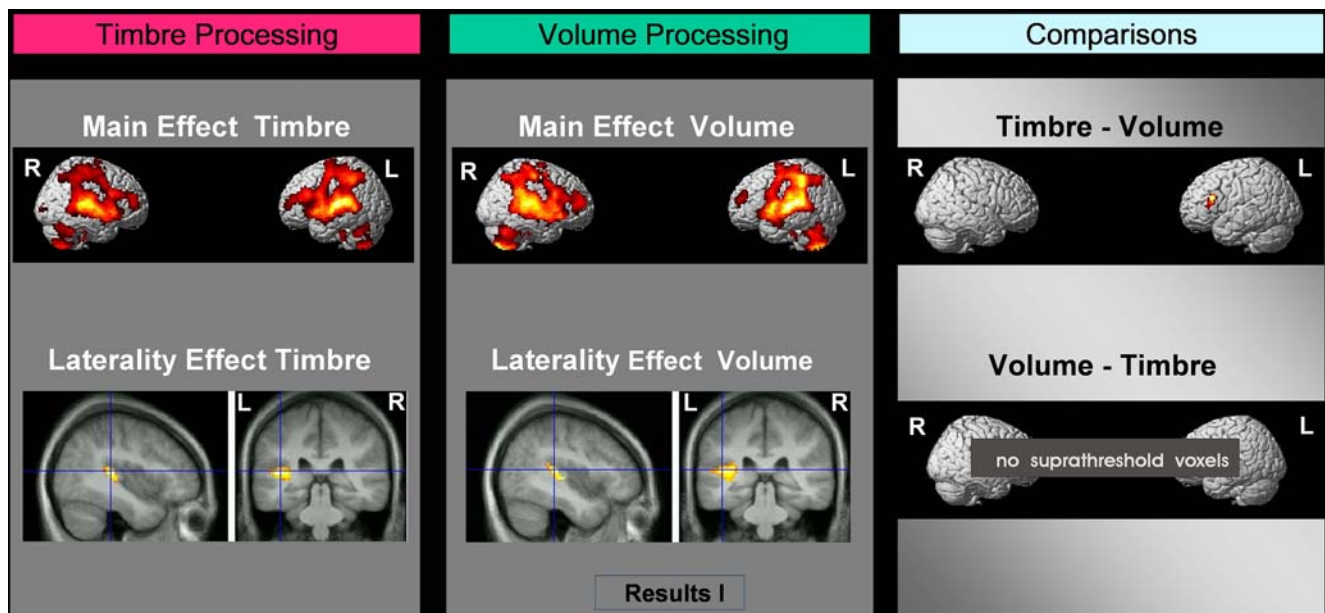 Timbre Processing
Main Effect Timbre
R L
Laterality Effect Timbre
L R
Volume Processing
Main Effect Volume
R L
Laterality Effect Volume
L R
Results I
Comparisons
Timbre - Volume
R L
Volume - Timbre
R L
no suprathreshold voxels